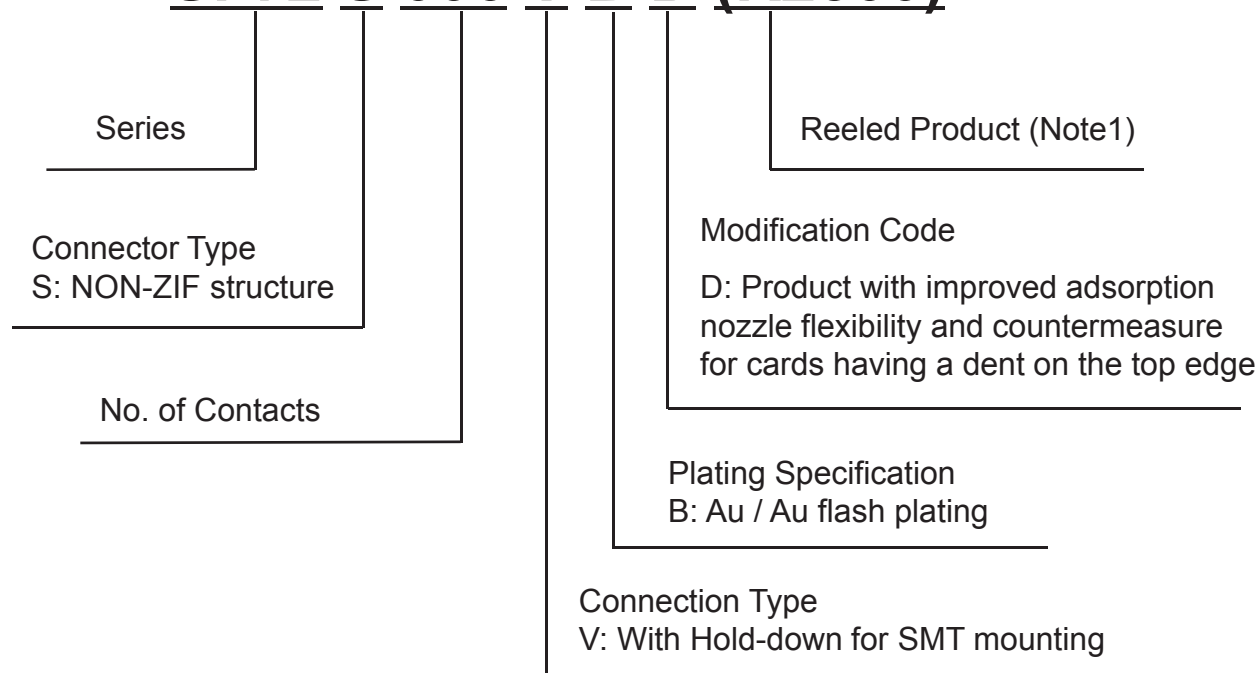 Series
Reeled Product (Note1)
Connector Type
S: NON-ZIF structure
Modification Code
D: Product with improved adsorption
nozzle flexibility and countermeasure
for cards having a dent on the top edge
No. of Contacts
Plating Specification
B: Au / Au flash plating
Connection Type
V: With Hold-down for SMT mounting